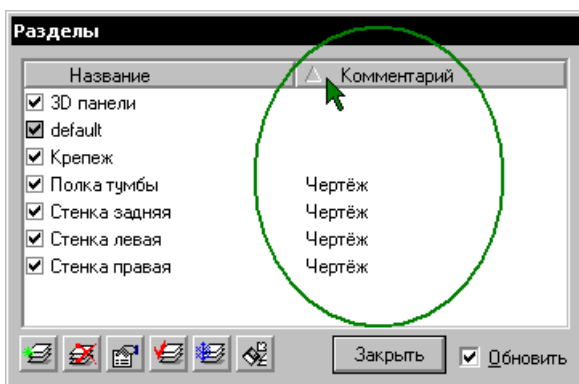 Разделы
Название Комментарий
3D панели
default
Крепеж
Полка тумбы Чертёж
Стенка задняя Чертёж
Стенка левая Чертёж
Стенка правая Чертёж
Закрыть Обновить